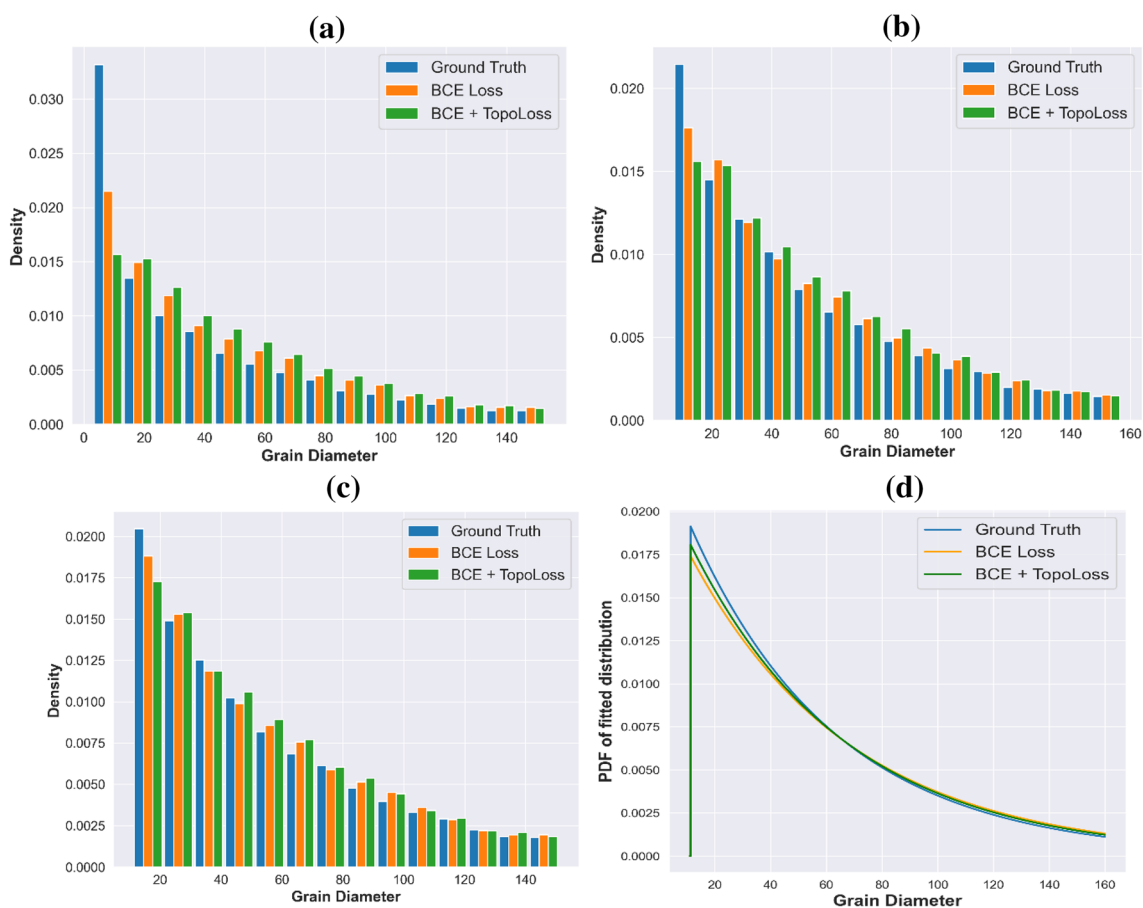 (a)
Ground Truth
BCE Loss
BCE + TopoLoss
Density
0.030
0.025
0.020
0.015
0.010
0.005
0.000
0 20 40 60 80 100 120 140
Grain Diameter
(b)
Ground Truth
BCE Loss
BCE + TopoLoss
Density
0.020
0.015
0.010
0.005
0.000
20 40 60 80 100 120 140 160
Grain Diameter
(c)
Ground Truth
BCE Loss
BCE + TopoLoss
Density
0.0200
0.0175
0.0150
0.0125
0.0100
0.0075
0.0050
0.0025
0.0000
20 40 60 80 100 120 140
Grain Diameter
(d)
Ground Truth
BCE Loss
BCE + TopoLoss
PDF of fitted distribution
0.0200
0.0175
0.0150
0.0125
0.0100
0.0075
0.0050
0.0025
0.0000
20 40 60 80 100 120 140 160
Grain Diameter